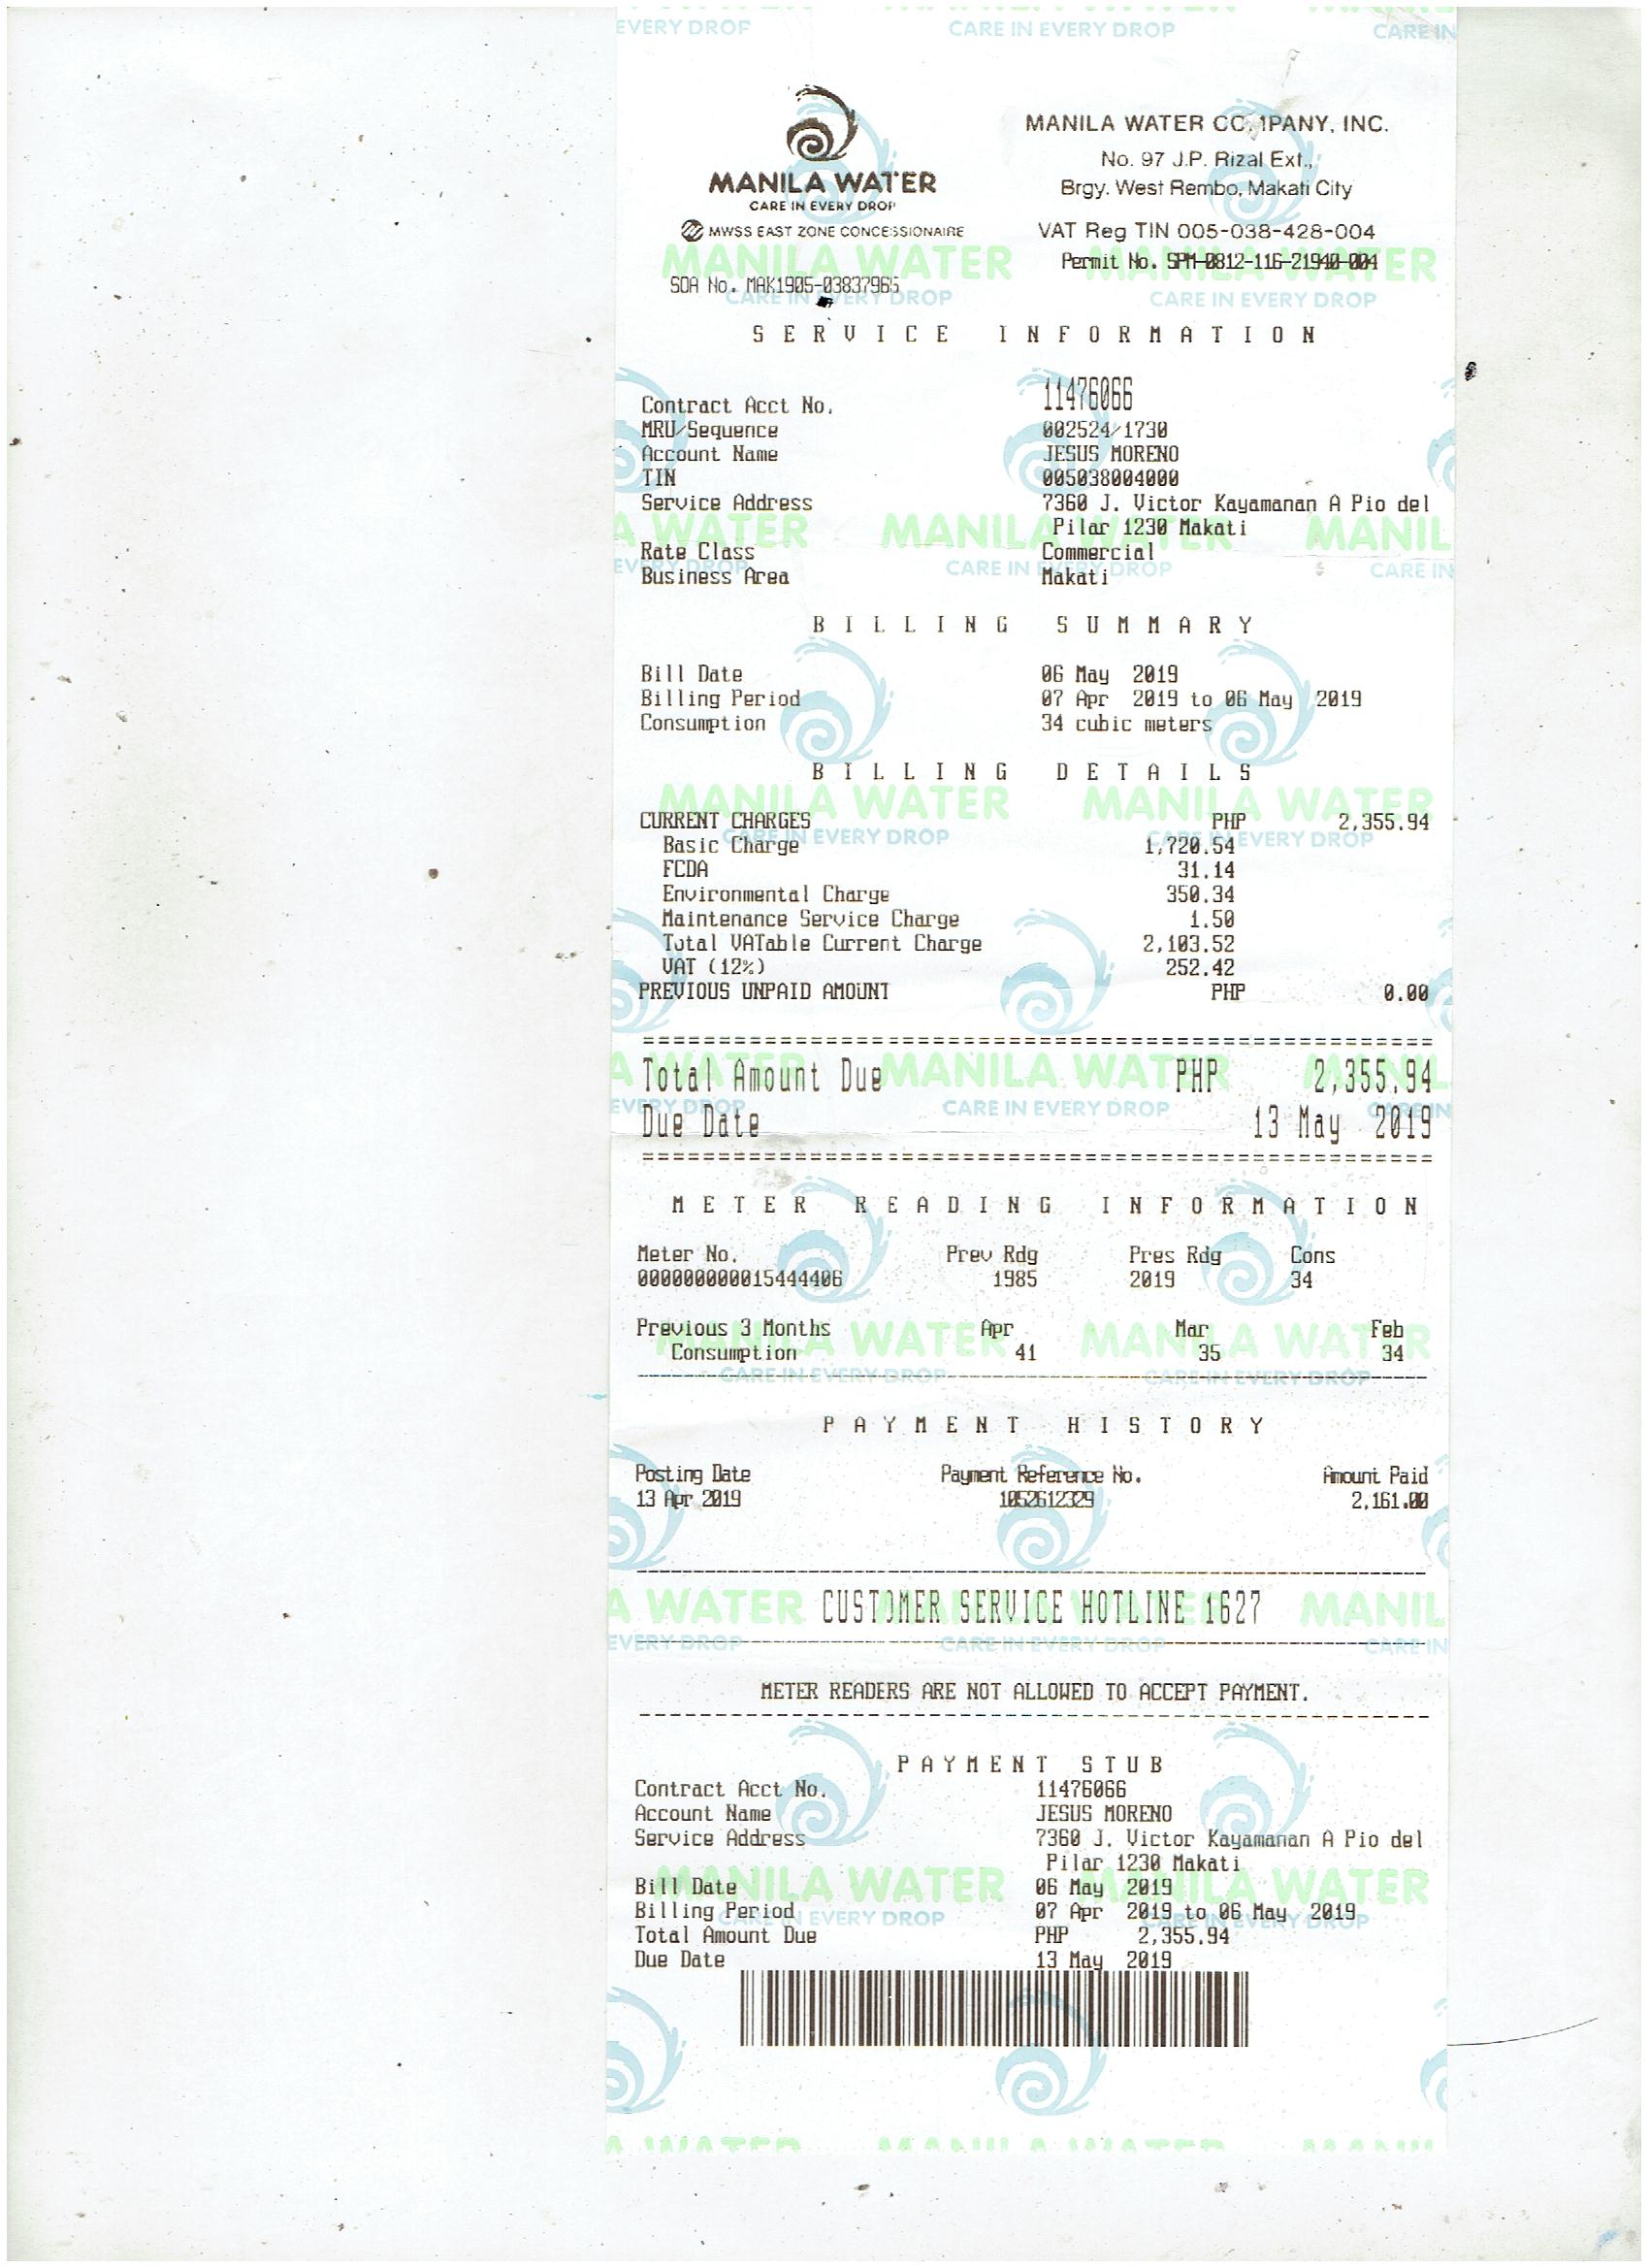 MANILA WATER
CARE IN EVERY DROP
MWSS EAST ZONE CONCESSIONAIRE
MANILA WATER COMPANY, INC.
No. 97 J.P. Rizal Ext.,
Brgy. West Rembo, Makati City
VAT Reg TIN 005-038-428-004
Permit No. SPM-0812-116-21940-004
SOA No. MAK1905-03837965
SERVICE INFORMATION
Contract Acct No. 11476066
MRU/Sequence 002524/1730
Account Name JESUS MORENO
TIN 005038004000
Service Address 7360 J. Victor Kayamanan A Pio del
Pilar 1230 Makati
Rate Class Commercial
Business Area Makati
BILLING SUMMARY
Bill Date 06 May 2019
Billing Period 07 Apr 2019 to 06 May 2019
Consumption 34 cubic meters
BILLING DETAILS
CURRENT CHARGES PHP 2,355.94
Basic Charge 1,720.54
FCDA 31.14
Environmental Charge 350.34
Maintenance Service Charge 1.50
Total VATable Current Charge 2,103.52
VAT (12%) 252.42
PREVIOUS UNPAID AMOUNT PHP 0.00
Total Amount Due PHP 2,355.94
Due Date 13 May 2019
METER READING INFORMATION
Meter No. Prev Rdg Pres Rdg Cons
000000000015444406 1985 2019 34
Previous 3 Months Apr Mar Feb
Consumption 41 35 34
PAYMENT HISTORY
Posting Date Payment Reference No. Amount Paid
13 Apr 2019 1052612329 2,161.00
CUSTOMER SERVICE HOTLINE 1627
METER READERS ARE NOT ALLOWED TO ACCEPT PAYMENT.
PAYMENT STUB
Contract Acct No. 11476066
Account Name JESUS MORENO
Service Address 7360 J. Victor Kayamanan A Pio del
Pilar 1230 Makati
Bill Date 06 May 2019
Billing Period 07 Apr 2019 to 06 May 2019
Total Amount Due PHP 2,355.94
Due Date 13 May 2019